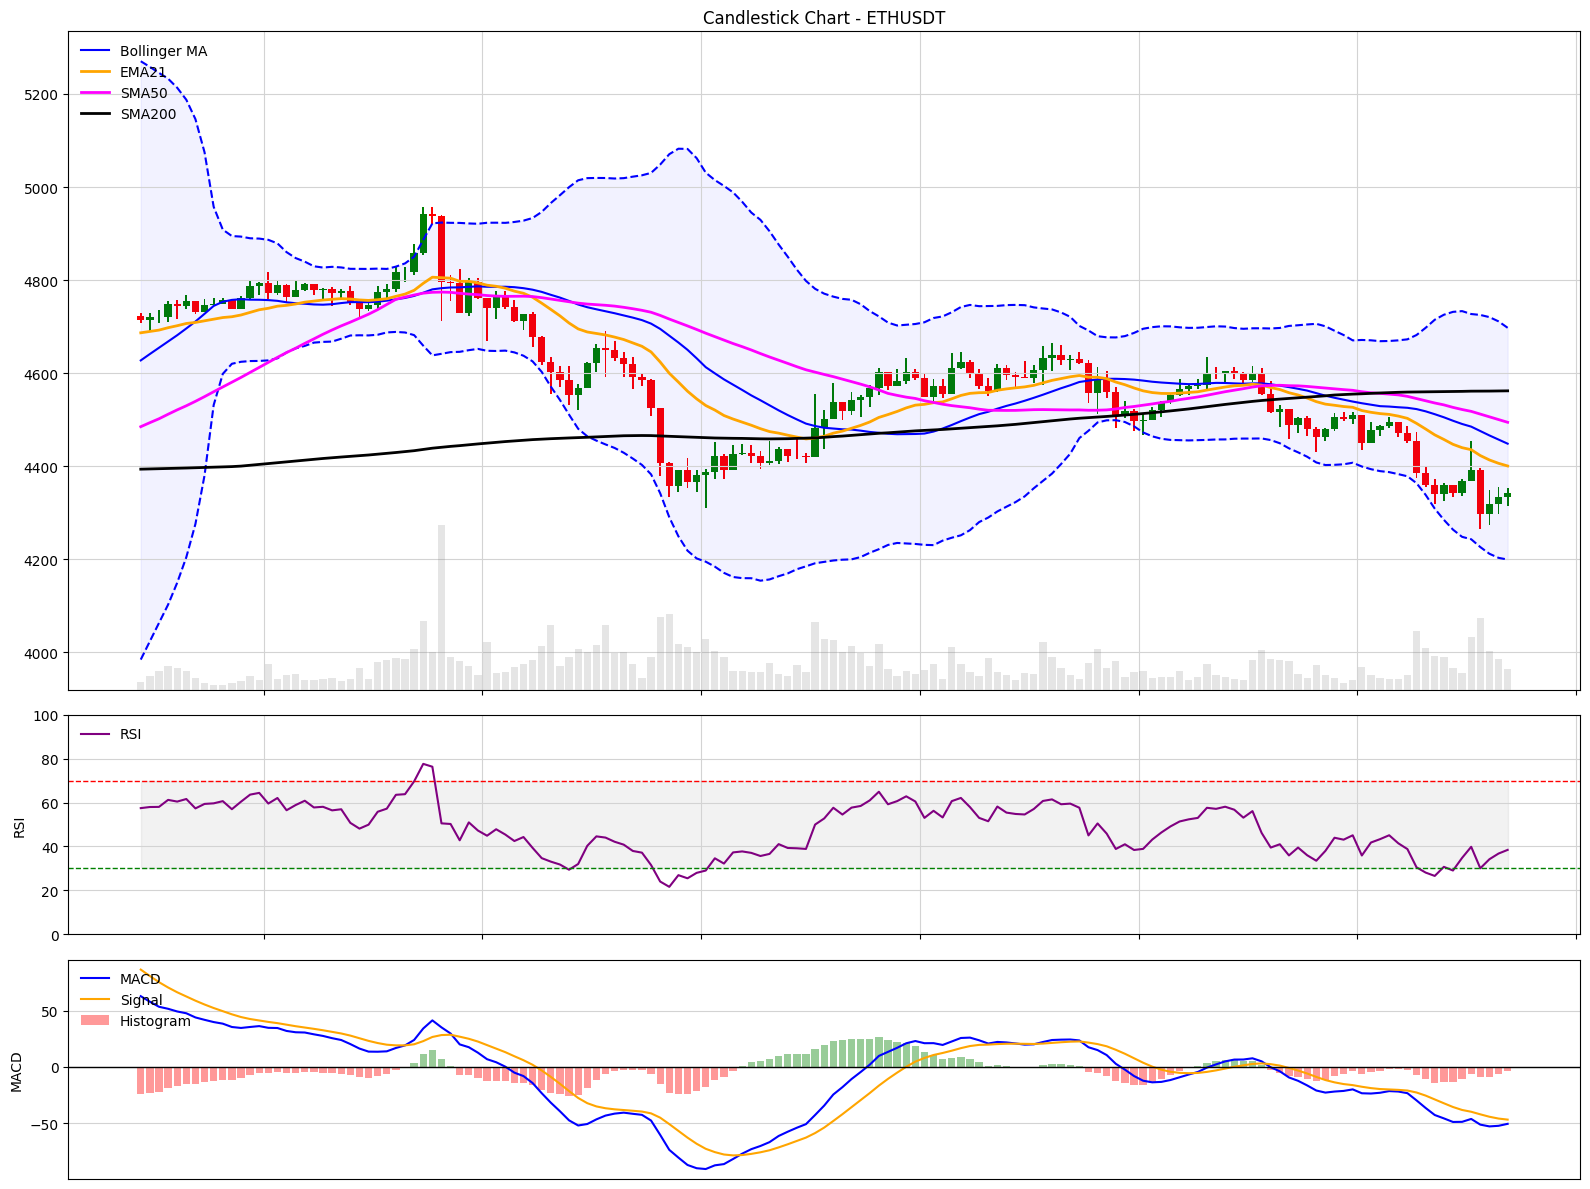 Candlestick Chart - ETHUSDT
Bollinger MA
EMA21
SMA50
SMA200
5200
5000
4800
4600
4400
4200
4000
100
80
60
40
20
0
RSI
RSI
50
0
−50
MACD
MACD
Signal
Histogram